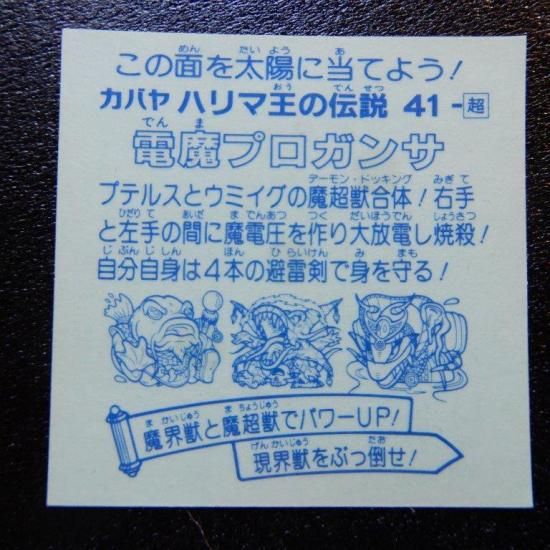 この面を太陽に当てよう!
カバヤ ハリマ王の伝説 41-超
電魔プロガンサ
プテルスとウミイグの魔超獣合体!右手
と左手の間に魔電圧を作り大放電し焼殺!
自分自身は4本の避雷剣で身を守る!
魔界獣と魔超獣でパワーUP!
現界獣をぶっ倒せ!